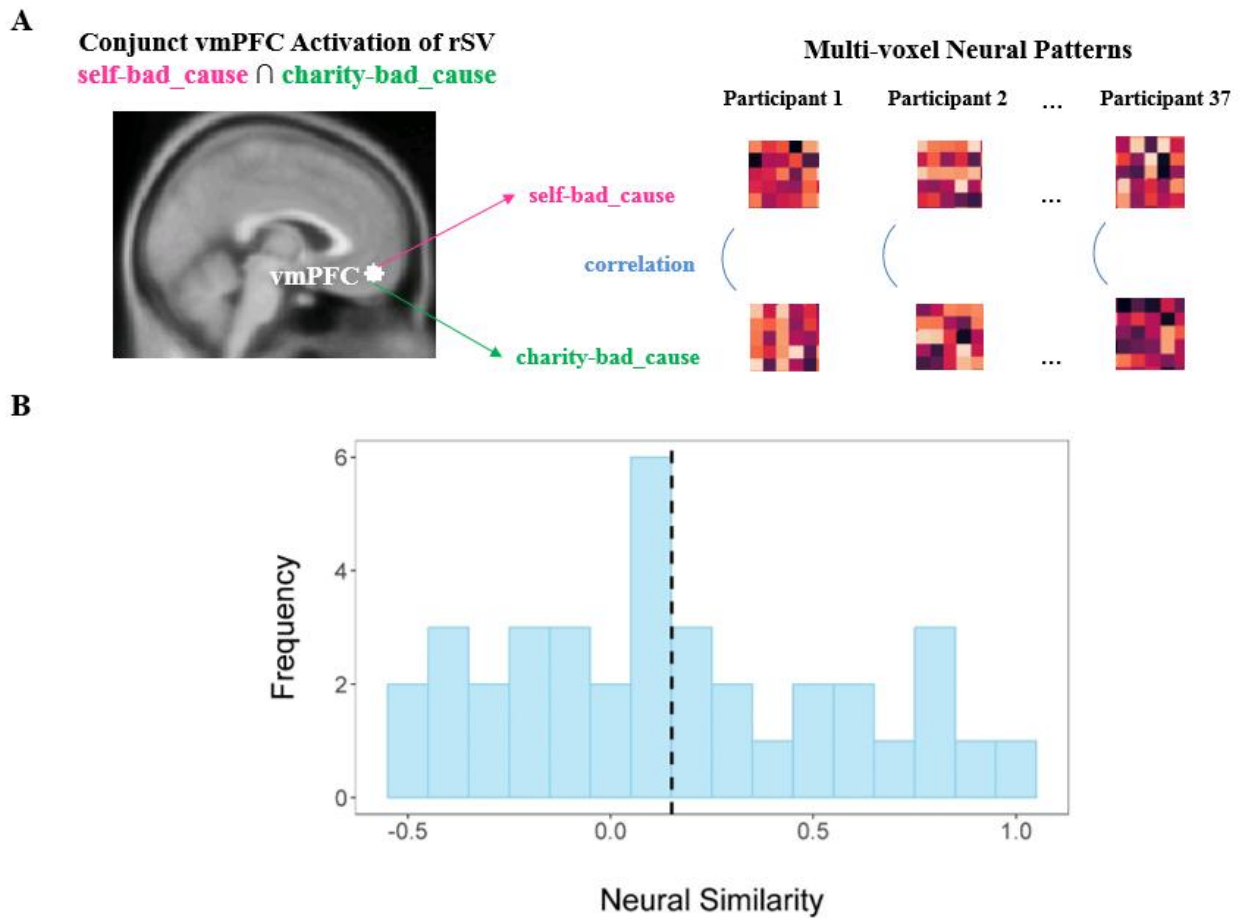 A
Conjunct vmPFC Activation of rSV
self-bad_cause ∩ charity-bad_cause
Multi-voxel Neural Patterns
Participant 1 Participant 2 ... Participant 37
self-bad_cause
...
vmPFC
correlation
charity-bad_cause
...
B
Frequency
6
4
2
0
-0.5 0.0 0.5 1.0
Neural Similarity